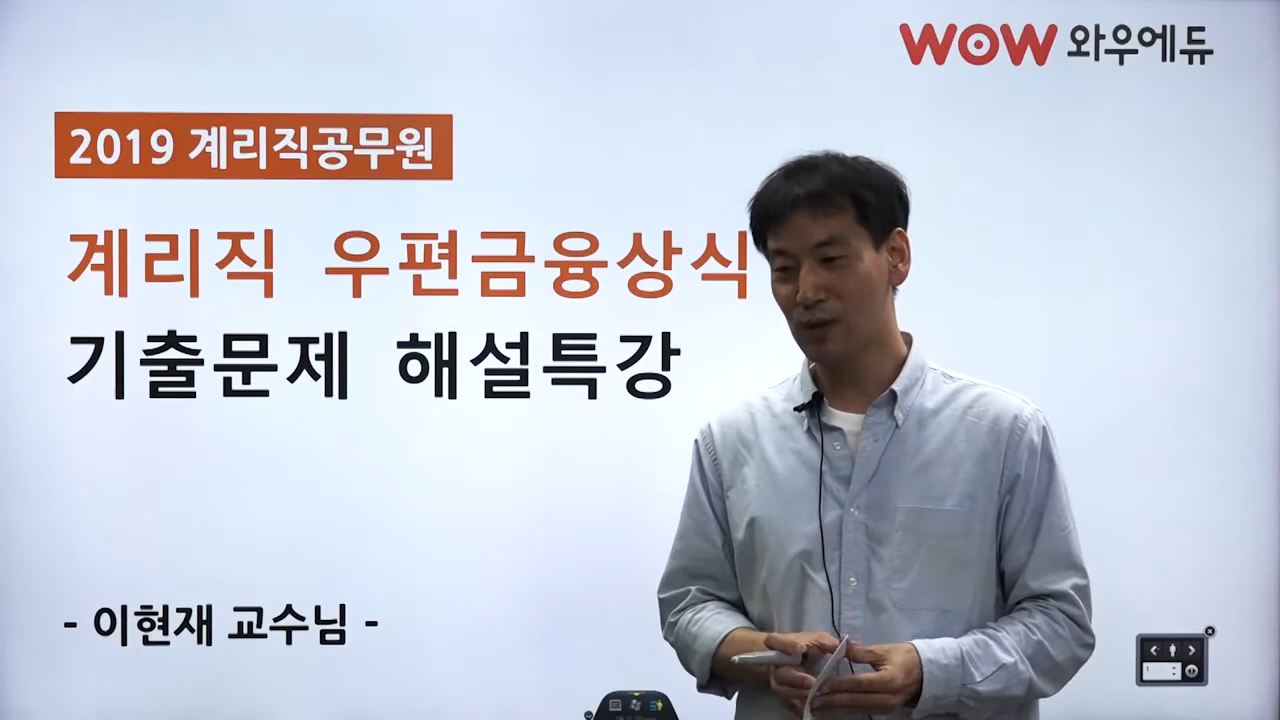 WOW 와우에듀
2019 계리직공무원
계리직 우편금융상식
기출문제 해설특강
- 이현재 교수님 -
1